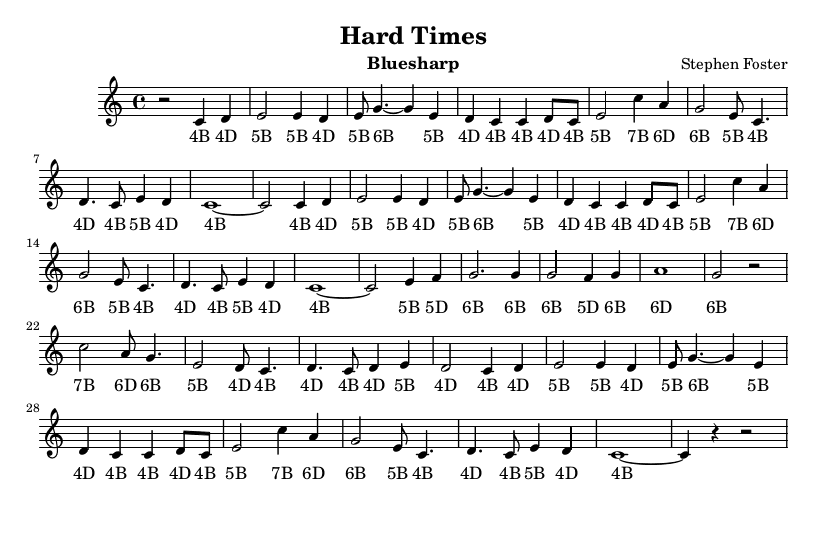 Hard Times
Bluesharp
Stephen Foster
4B 4D 5B 5B 4D 5B 6B 5B 4D 4B 4B 4D 4B 5B 7B 6D 6B 5B 4B
7
4D 4B 5B 4D 4B 4B 4D 5B 5B 4D 5B 6B 5B 4D 4B 4B 4D 4B 5B 7B 6D
14
6B 5B 4B 4D 4B 5B 4D 4B 5B 5D 6B 6B 6B 5D 6B 6D 6B
22
7B 6D 6B 5B 4D 4B 4D 4B 4D 5B 4D 4B 4D 5B 5B 4D 5B 6B 5B
28
4D 4B 4B 4D 4B 5B 7B 6D 6B 5B 4B 4D 4B 5B 4D 4B